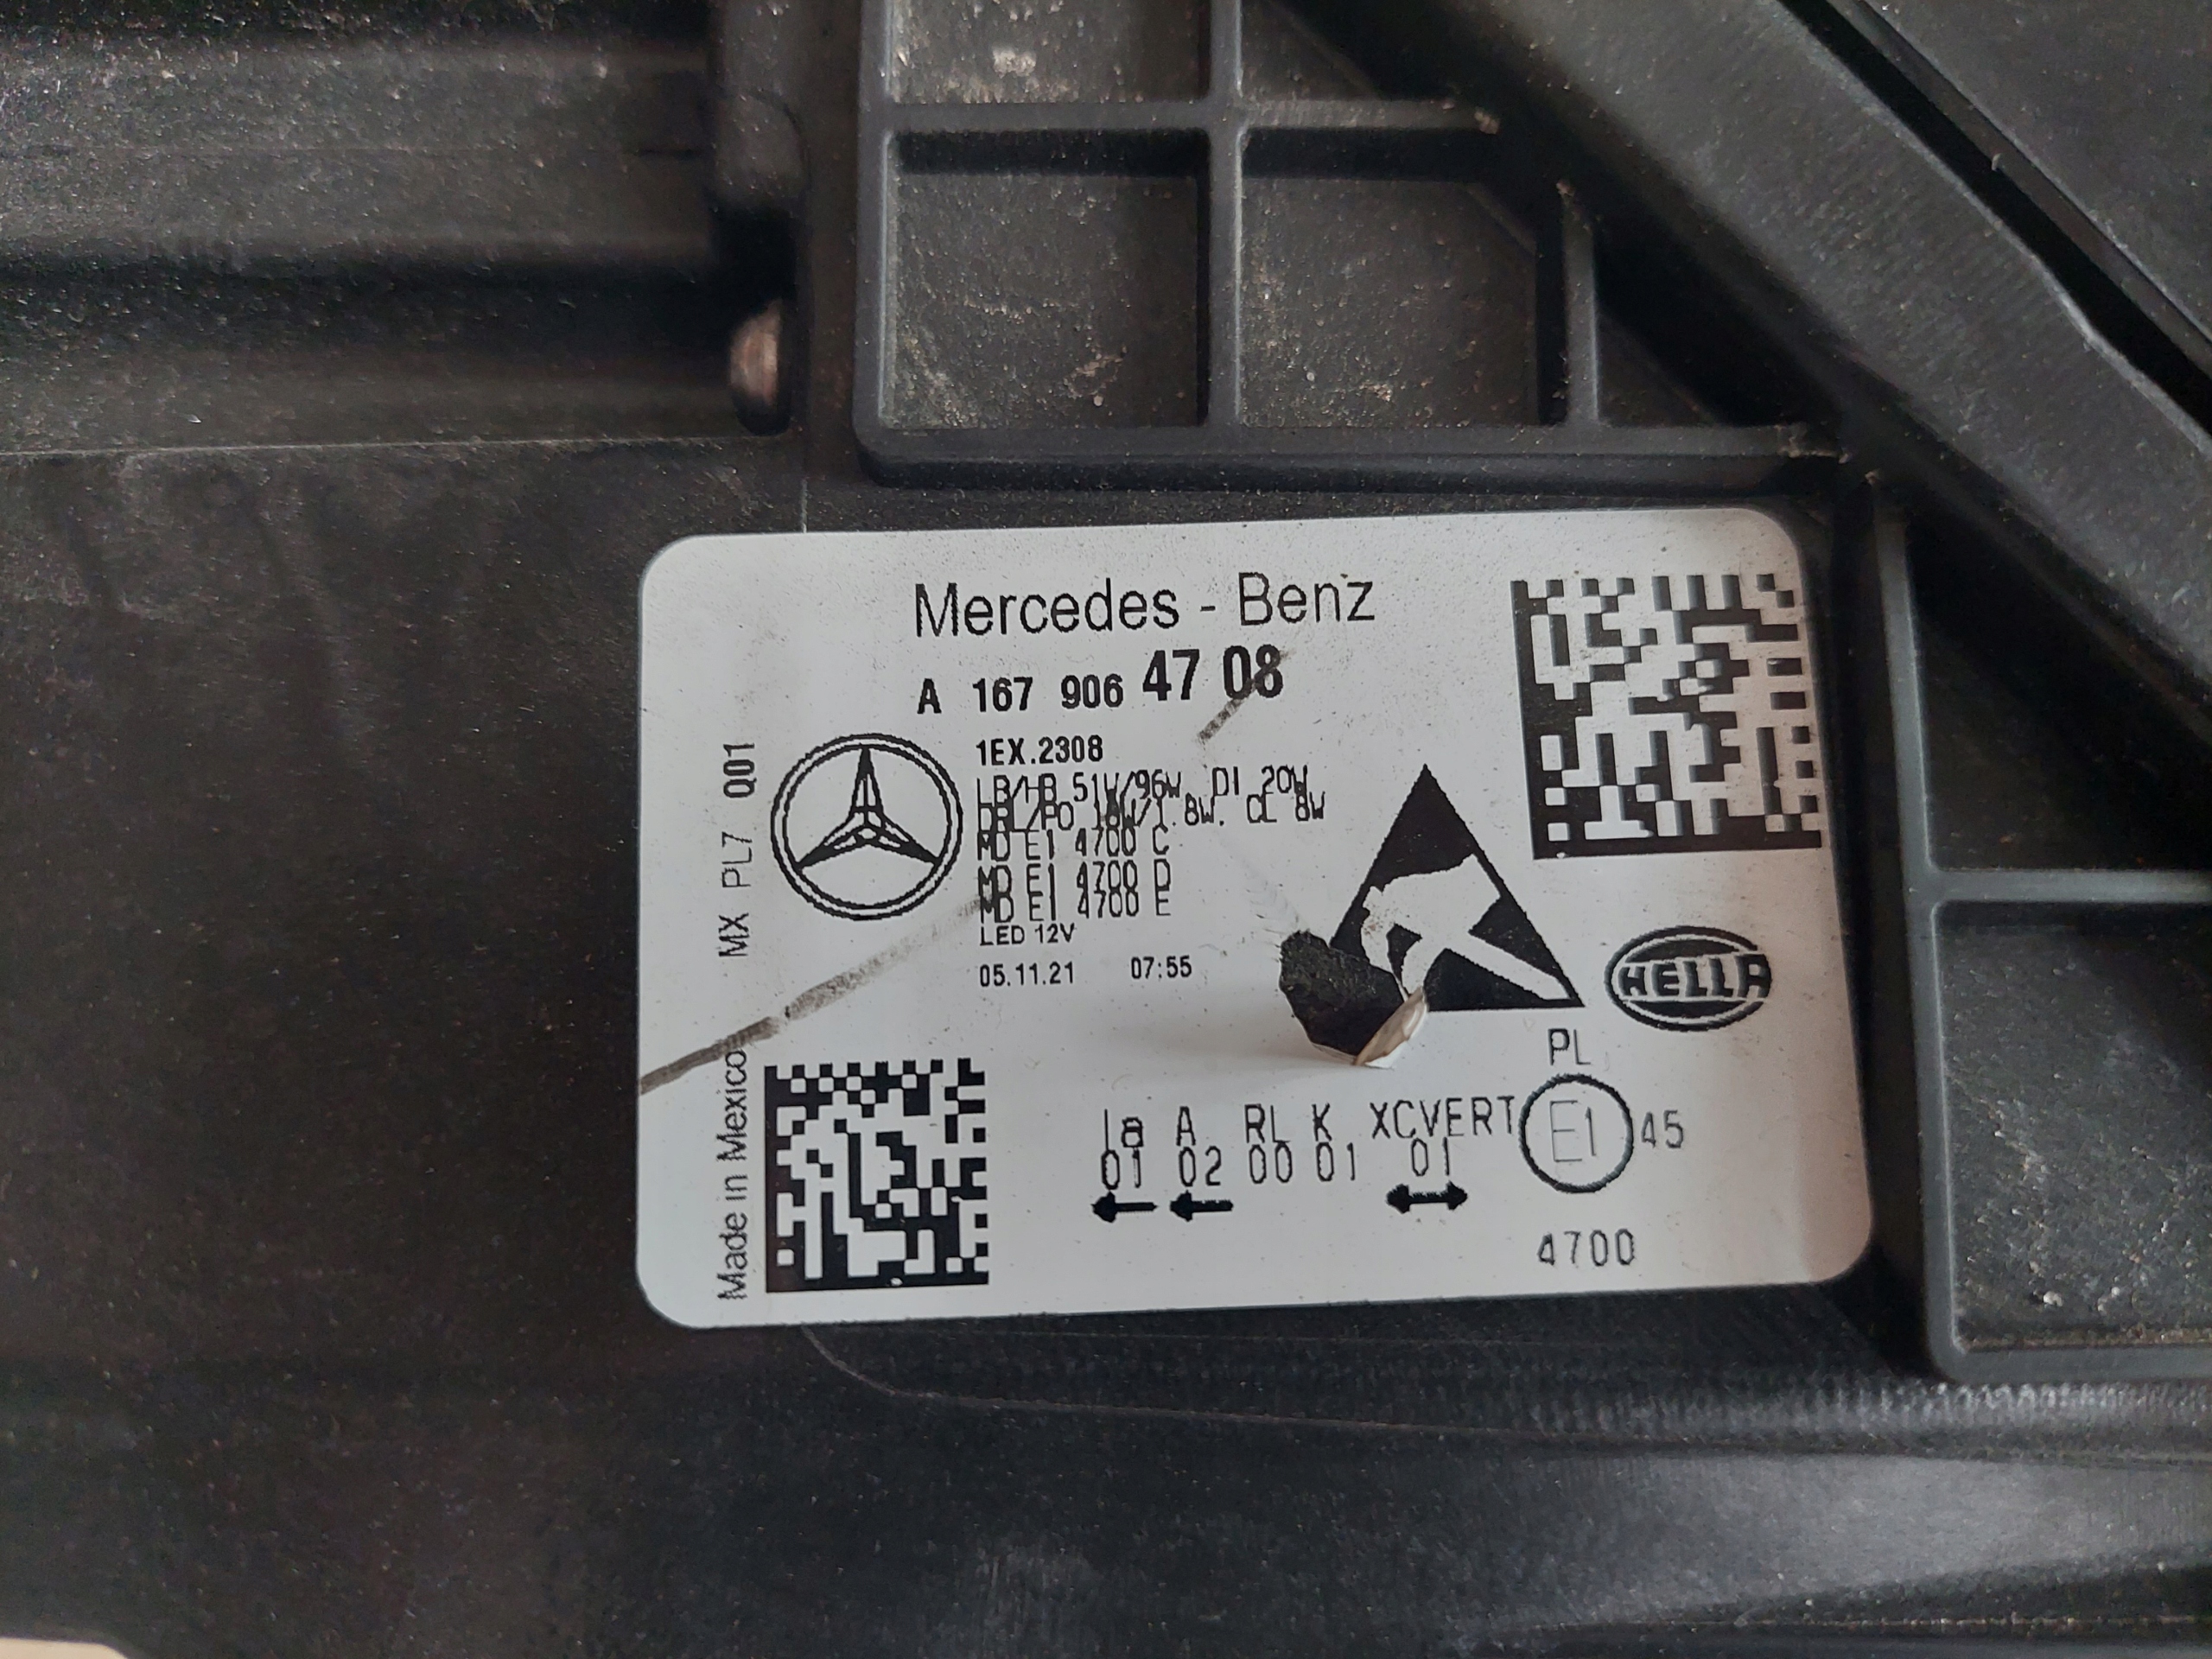 Mercedes - Benz
A 167 906 47 08
1EX.2308
LB/HB 51W/96W, DI 20W,
DRL/PO 18W/1.8W, CL 8W
MD E1 4700 C
MD E1 4700 D
MD E1 4700 E
LED 12V
05.11.21 07:55
MX PL7 Q01
Made in Mexico
HELLA
PL
Ia A RL K XCVERT E1 45
01 02 00 01 01
4700